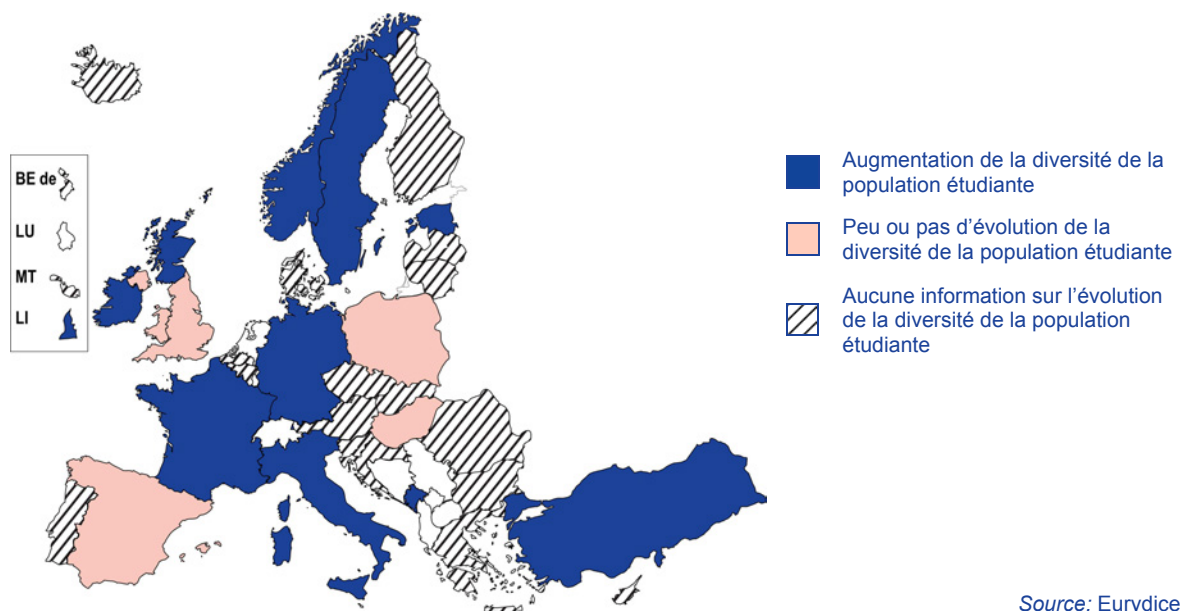 BE de
LU
MT
LI
Augmentation de la diversité de la
population étudiante
Peu ou pas d’évolution de la
diversité de la population étudiante
Aucune information sur l’évolution
de la diversité de la population
étudiante
Source: Eurydice